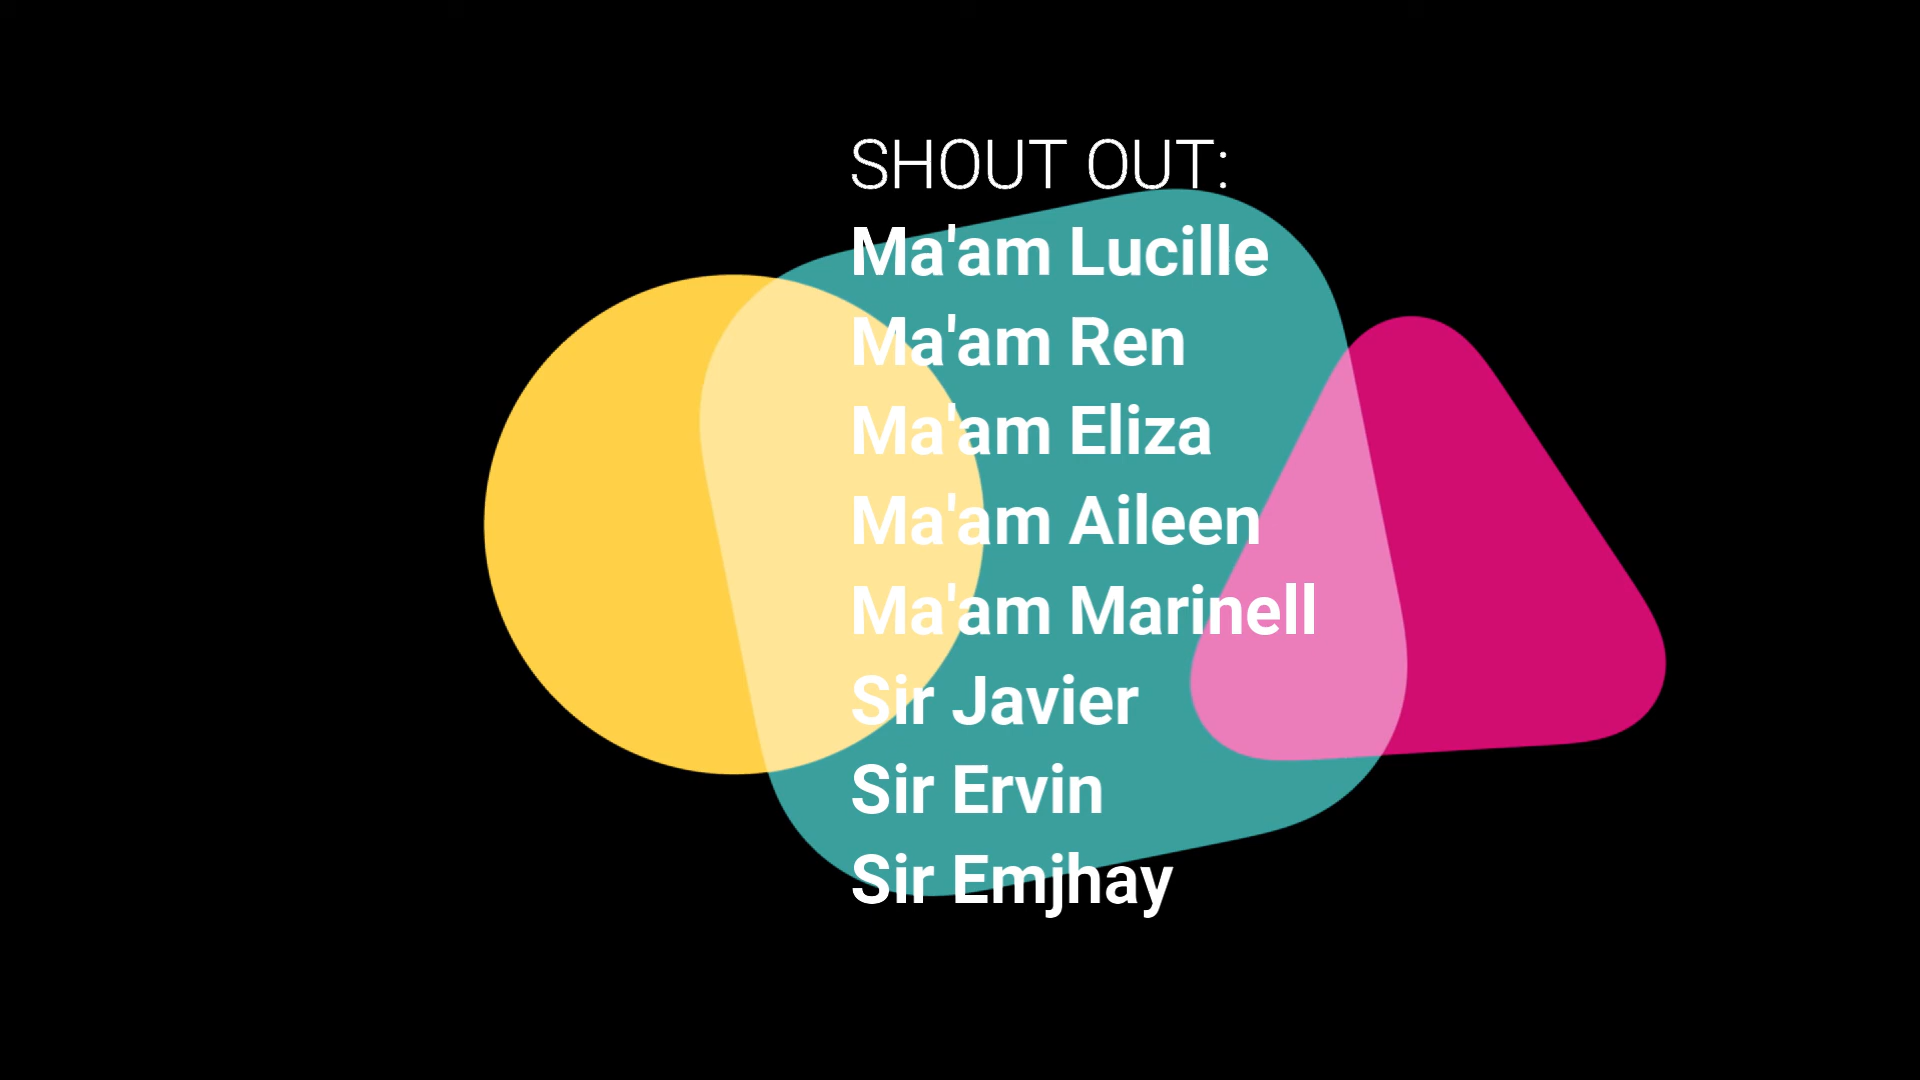 SHOUT OUT:
Ma'am Lucille
Ma'am Ren
Ma'am Eliza
Ma'am Aileen
Ma'am Marinell
Sir Javier
Sir Ervin
Sir Emjhay